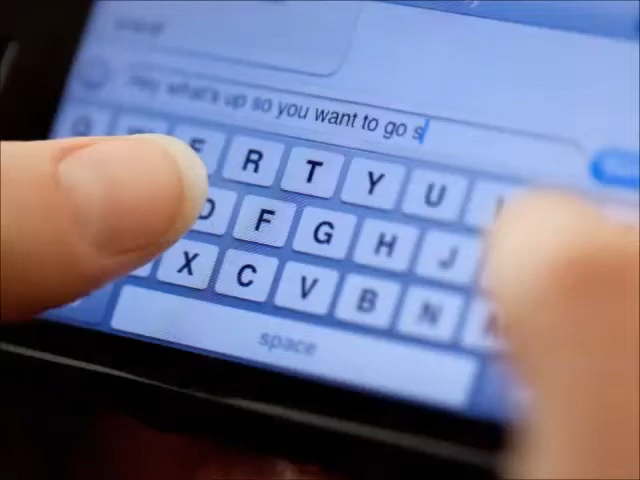 Hey what's up so you want to go s
E R T Y U I
D F G H J
X C V B N M
space